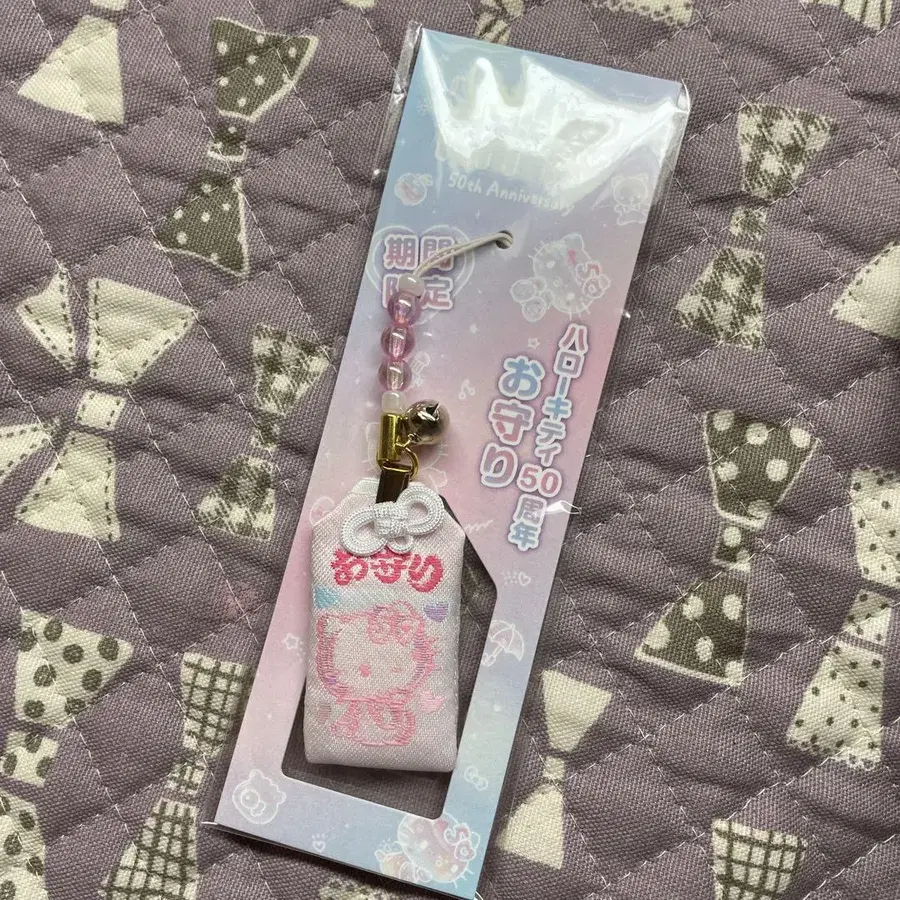 50th Anniversary
期間
限定
ハローキティ50周年
お守り
お守り